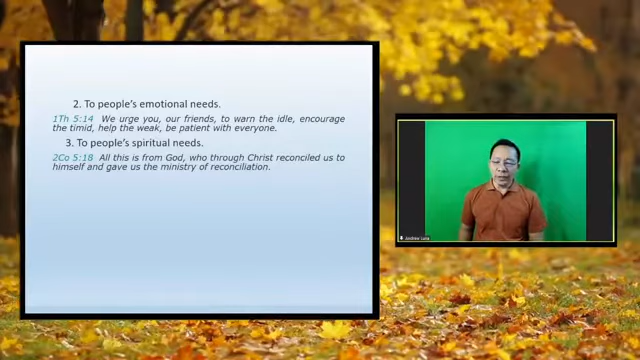 2. To people's emotional needs.
1Th 5:14 We urge you, our friends, to warn the idle, encourage
the timid, help the weak, be patient with everyone.
3. To people's spiritual needs.
2Co 5:18 All this is from God, who through Christ reconciled us to
himself and gave us the ministry of reconciliation.
Andrew Luna